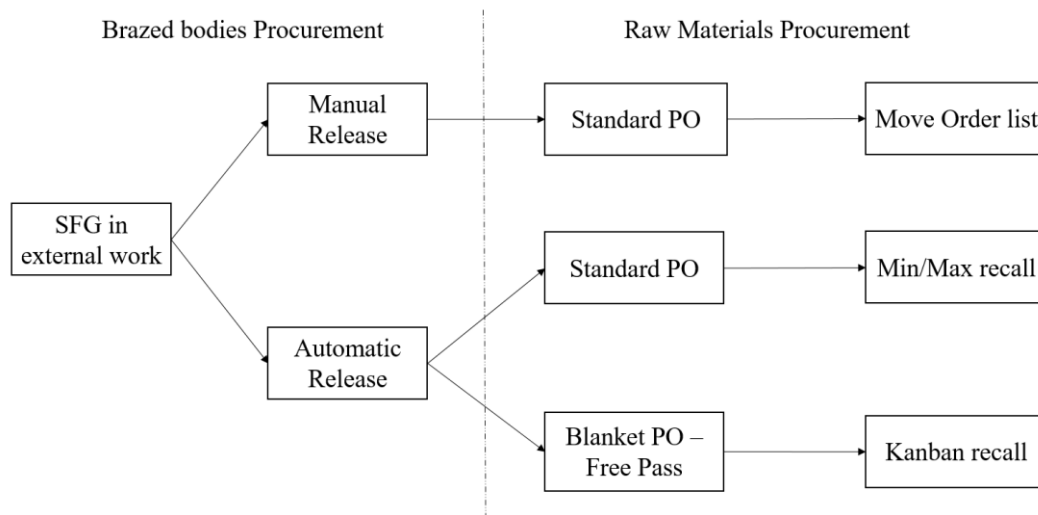 Brazed bodies Procurement
Raw Materials Procurement
Manual
Release
Standard PO
Move Order list
SFG in
external work
Standard PO
Min/Max recall
Automatic
Release
Blanket PO –
Free Pass
Kanban recall